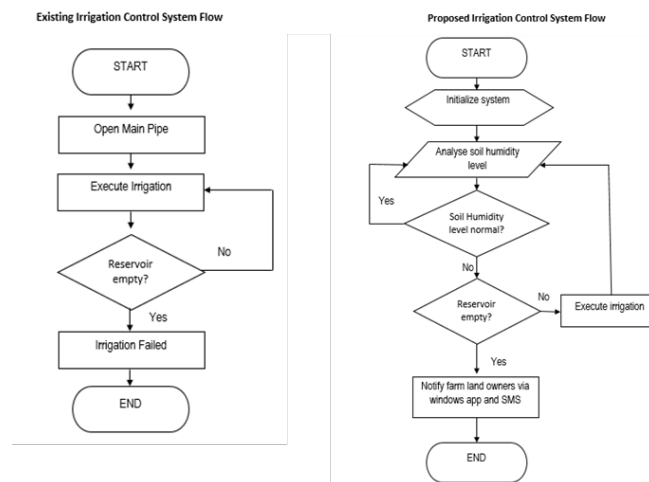 Existing Irrigation Control System Flow
START
Open Main Pipe
Execute Irrigation
No
Reservoir
empty?
Yes
Irrigation Failed
END
Proposed Irrigation Control System Flow
START
Initialize system
Analyse soil humidity
level
Yes
Soil Humidity
level normal?
No
Reservoir
empty?
No
Execute irrigation
Yes
Notify farm land owners via
windows app and SMS
END